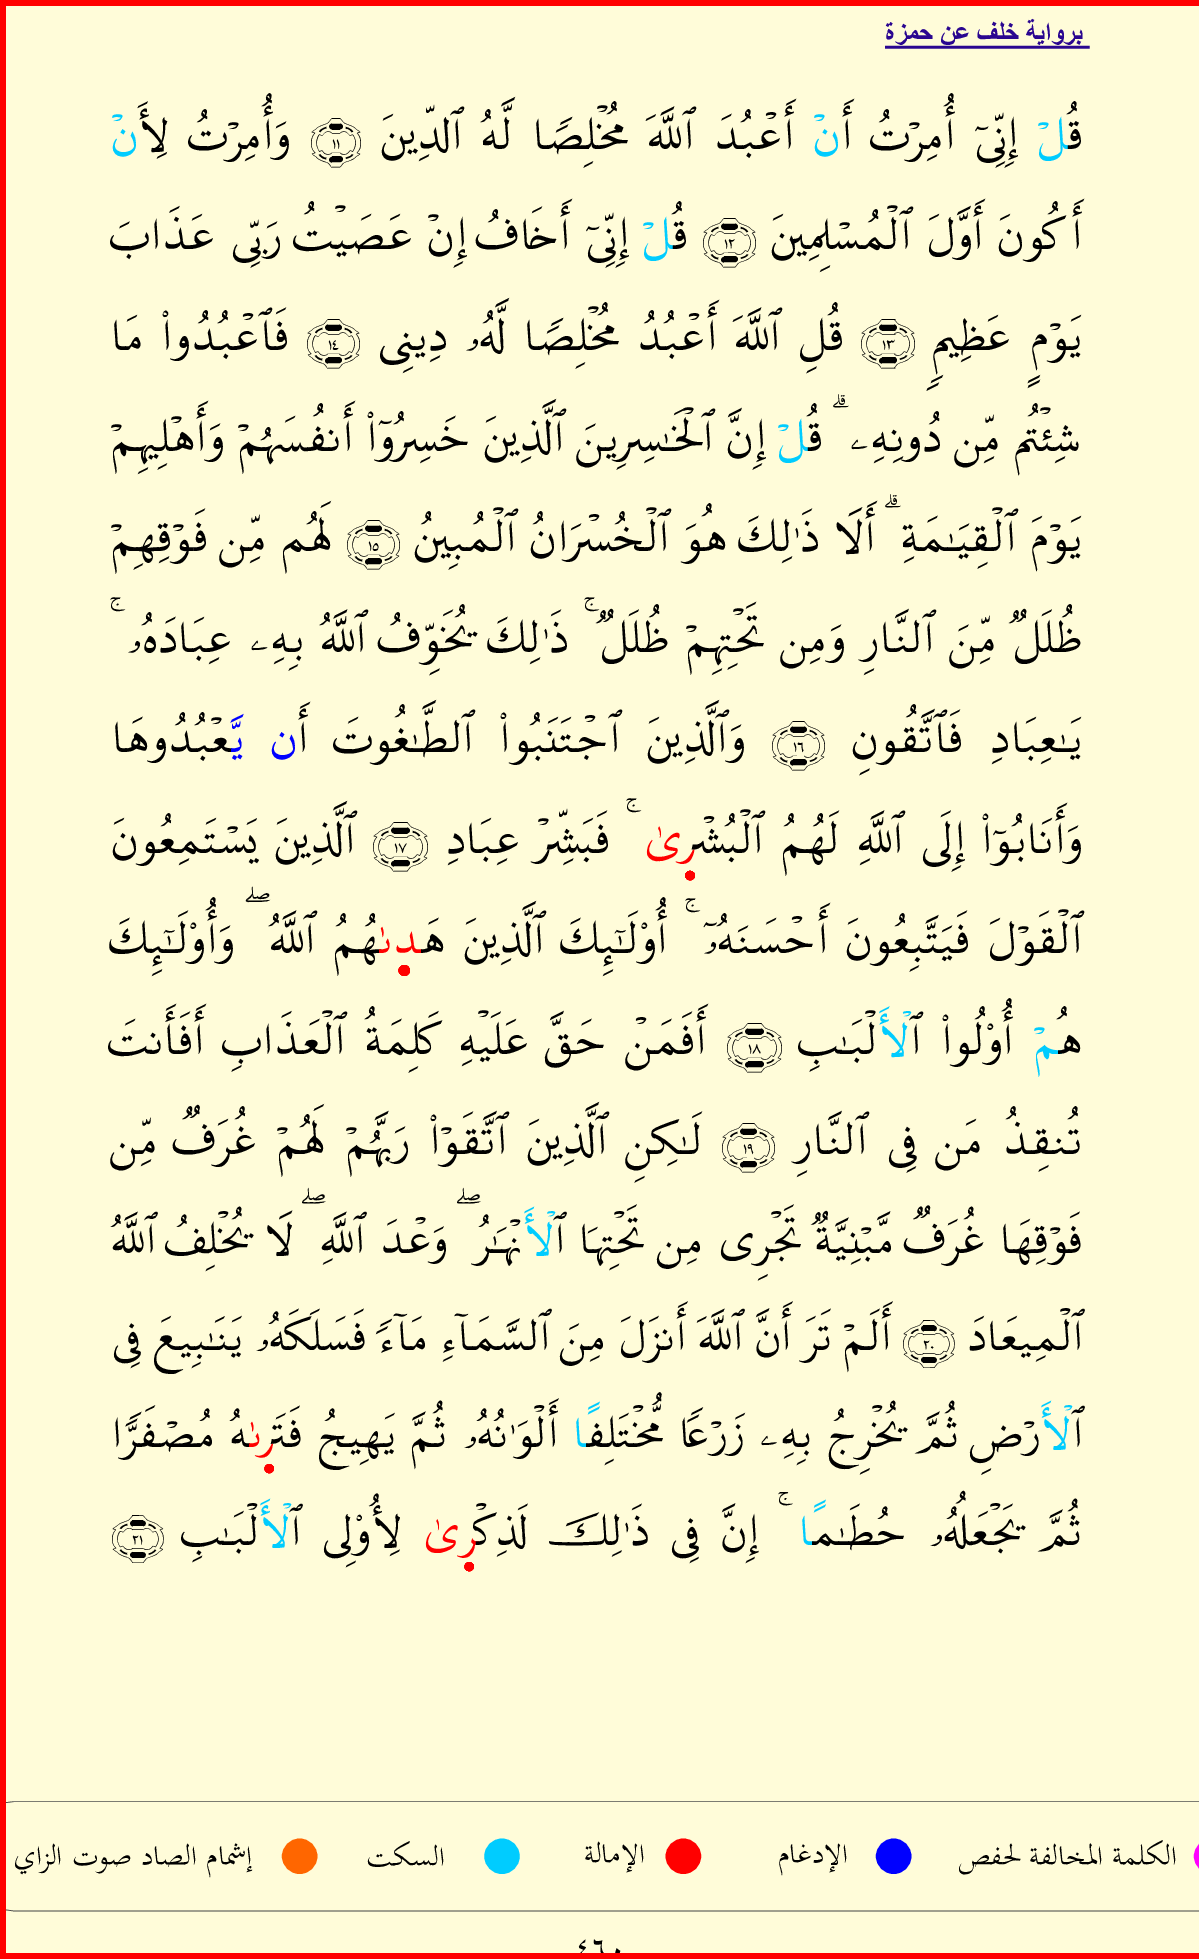 برواية خلف عن حمزة
قُلۡ إِنِّيٓ أُمِرۡتُ أَنۡ أَعۡبُدَ ٱللَّهَ مُخۡلِصٗا لَّهُ ٱلدِّينَ ١١ وَأُمِرۡتُ لِأَنۡ
أَكُونَ أَوَّلَ ٱلۡمُسۡلِمِينَ ١٢ قُلۡ إِنِّيٓ أَخَافُ إِنۡ عَصَيۡتُ رَبِّي عَذَابَ
يَوۡمٍ عَظِيمٖ ١٣ قُلِ ٱللَّهَ أَعۡبُدُ مُخۡلِصٗا لَّهُۥ دِينِي ١٤ فَٱعۡبُدُواْ مَا
شِئۡتُم مِّن دُونِهِۦۗ قُلۡ إِنَّ ٱلۡخَٰسِرِينَ ٱلَّذِينَ خَسِرُوٓاْ أَنفُسَهُمۡ وَأَهۡلِيهِمۡ
يَوۡمَ ٱلۡقِيَٰمَةِۗ أَلَا ذَٰلِكَ هُوَ ٱلۡخُسۡرَانُ ٱلۡمُبِينُ ١٥ لَهُم مِّن فَوۡقِهِمۡ
ظُلَلٞ مِّنَ ٱلنَّارِ وَمِن تَحۡتِهِمۡ ظُلَلٞۚ ذَٰلِكَ يُخَوِّفُ ٱللَّهُ بِهِۦ عِبَادَهُۥۚ
يَٰعِبَادِ فَٱتَّقُونِ ١٦ وَٱلَّذِينَ ٱجۡتَنَبُواْ ٱلطَّٰغُوتَ أَن يَّعۡبُدُوهَا
وَأَنَابُوٓاْ إِلَى ٱللَّهِ لَهُمُ ٱلۡبُشۡرٜىٰۚ فَبَشِّرۡ عِبَادِ ١٧ ٱلَّذِينَ يَسۡتَمِعُونَ
ٱلۡقَوۡلَ فَيَتَّبِعُونَ أَحۡسَنَهُۥٓۚ أُوْلَٰٓئِكَ ٱلَّذِينَ هَدٜىٰهُمُ ٱللَّهُۖ وَأُوْلَٰٓئِكَ
هُمۡ أُوْلُواْ ٱلۡأَلۡبَٰبِ ١٨ أَفَمَنۡ حَقَّ عَلَيۡهِ كَلِمَةُ ٱلۡعَذَابِ أَفَأَنتَ
تُنقِذُ مَن فِي ٱلنَّارِ ١٩ لَٰكِنِ ٱلَّذِينَ ٱتَّقَوۡاْ رَبَّهُمۡ لَهُمۡ غُرَفٞ مِّن
فَوۡقِهَا غُرَفٞ مَّبۡنِيَّةٞ تَجۡرِي مِن تَحۡتِهَا ٱلۡأَنۡهَٰرُۖ وَعۡدَ ٱللَّهِۖ لَا يُخۡلِفُ ٱللَّهُ
ٱلۡمِيعَادَ ٢٠ أَلَمۡ تَرَ أَنَّ ٱللَّهَ أَنزَلَ مِنَ ٱلسَّمَآءِ مَآءٗ فَسَلَكَهُۥ يَنَٰبِيعَ فِي
ٱلۡأَرۡضِ ثُمَّ يُخۡرِجُ بِهِۦ زَرۡعٗا مُّخۡتَلِفًا أَلۡوَٰنُهُۥ ثُمَّ يَهِيجُ فَتَرٜىٰهُ مُصۡفَرّٗا
ثُمَّ يَجۡعَلُهُۥ حُطَٰمًاۚ إِنَّ فِي ذَٰلِكَ لَذِكۡرٜىٰ لِأُوْلِي ٱلۡأَلۡبَٰبِ ٢١
الكلمة المخالفة لحفص الإدغام الإمالة السكت إشمام الصاد صوت الزاي
٤٦٠